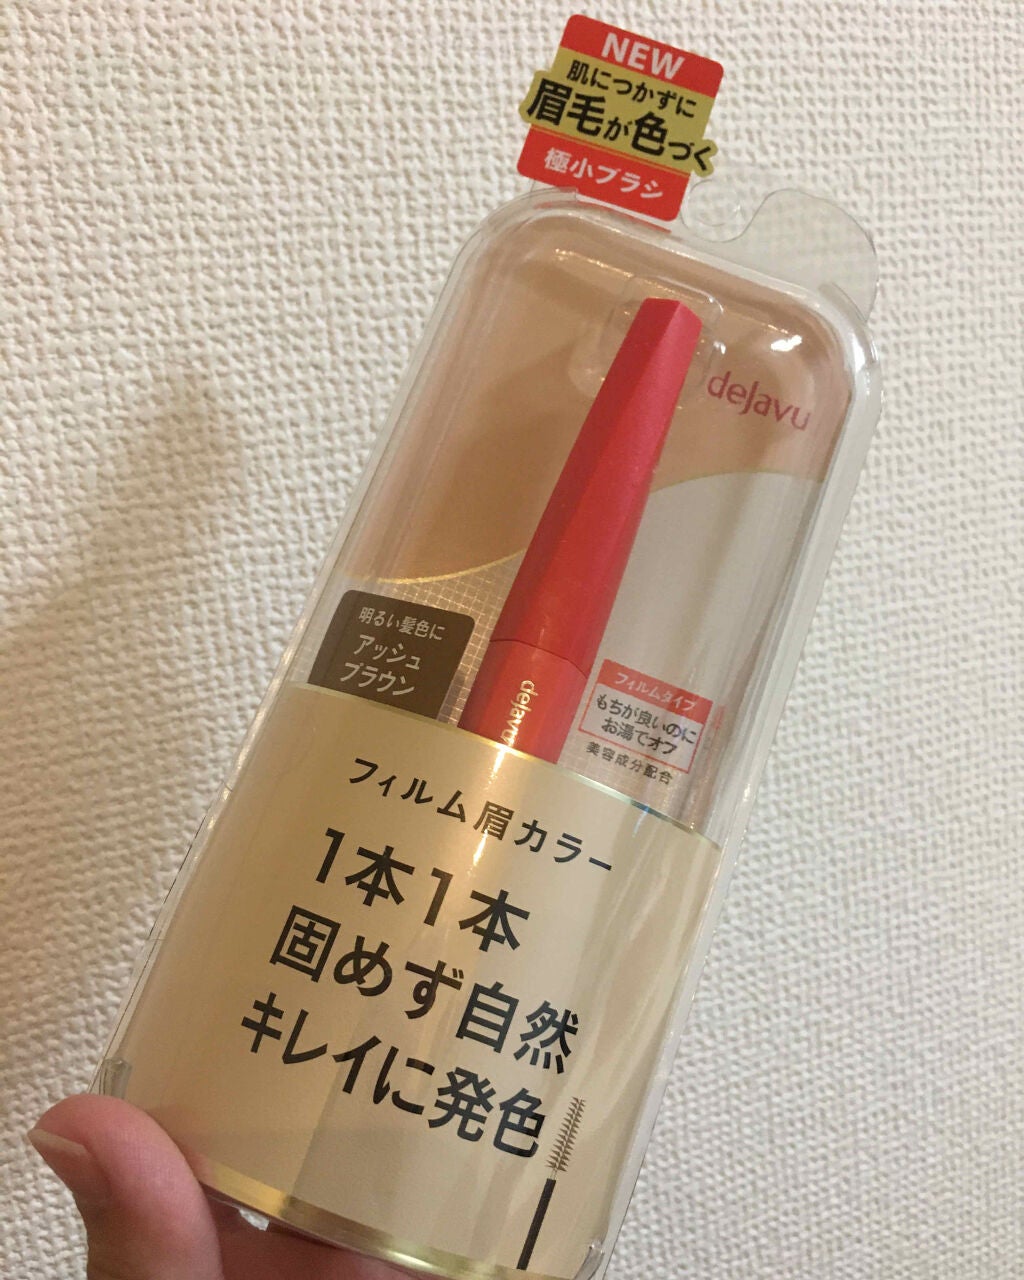 NEW
肌につかずに
眉毛が色づく
極小ブラシ
dejavu
明るい髪色に
アッシュ
ブラウン
dejavu
フィルムタイプ
もちが良いのに
お湯でオフ
美容成分配合
フィルム眉カラー
1本1本
固めず自然
キレイに発色